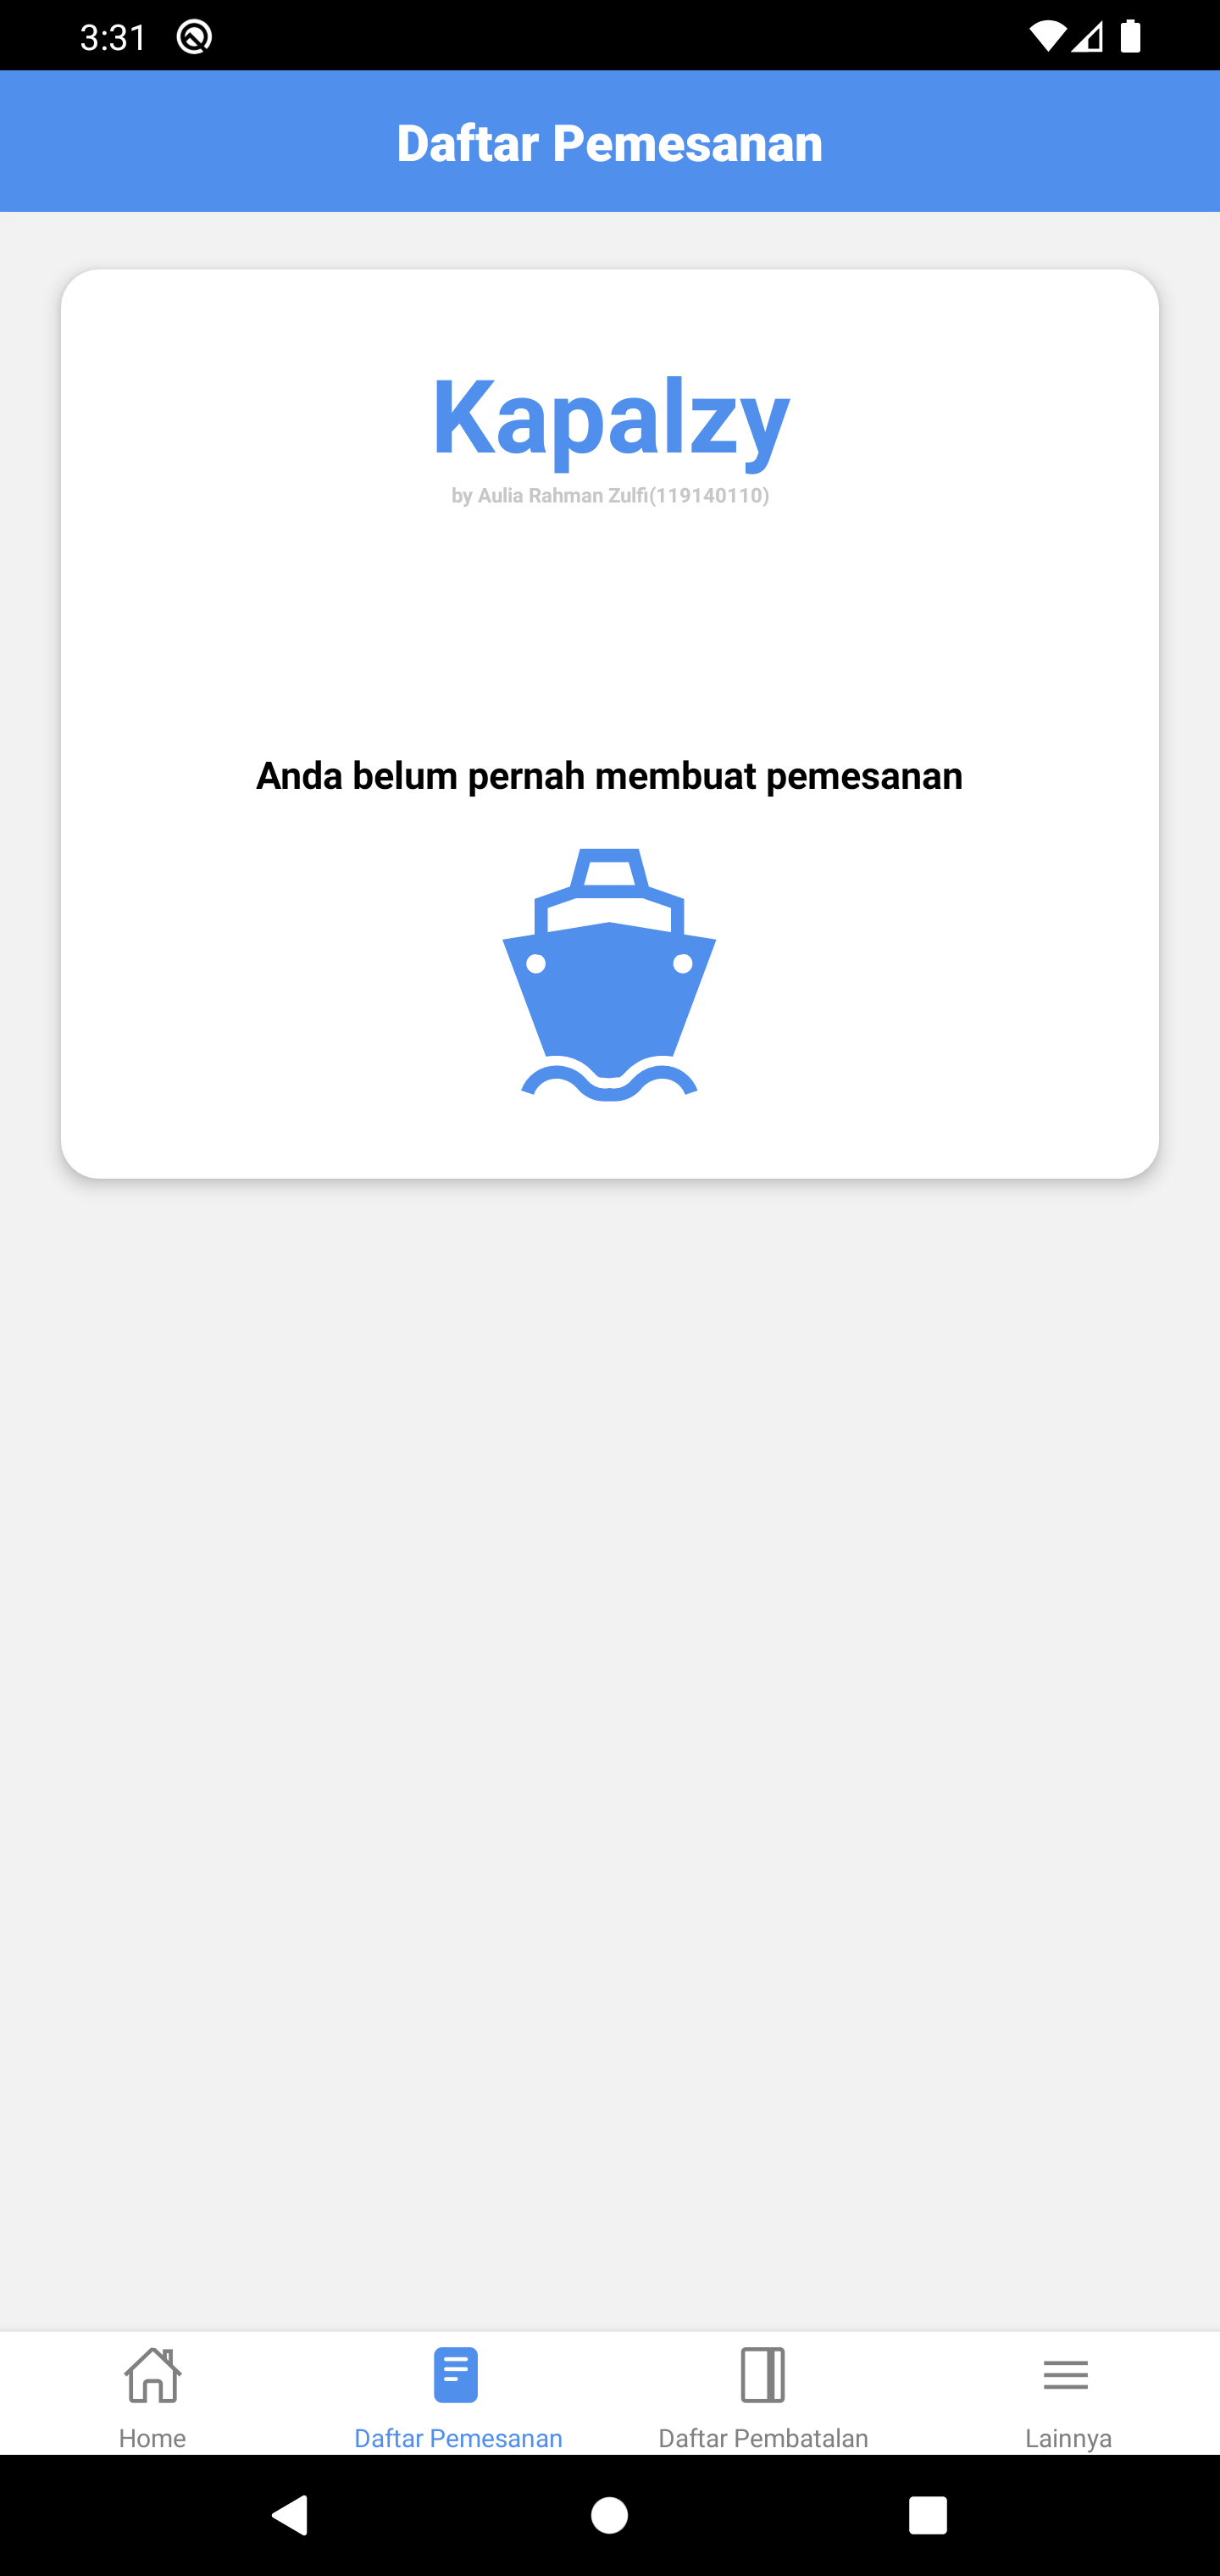 3:31
Daftar Pemesanan
Kapalzy
by Aulia Rahman Zulfi(119140110)
Anda belum pernah membuat pemesanan
Home
Daftar Pemesanan
Daftar Pembatalan
Lainnya